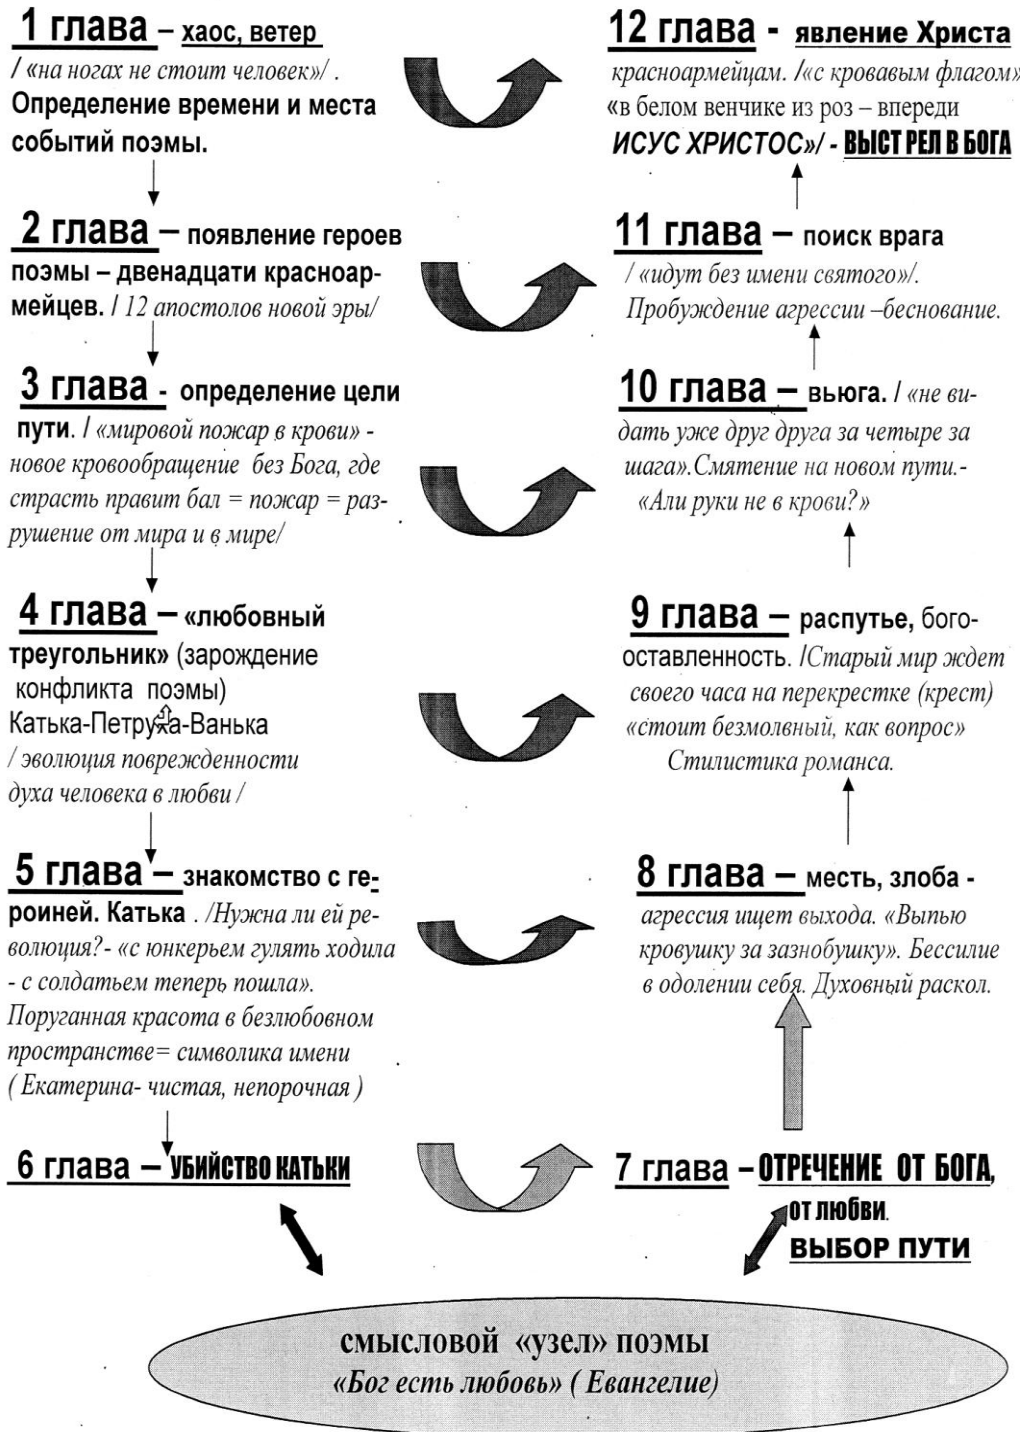 1 глава – хаос, ветер
/ «на ногах не стоит человек»/ .
Определение времени и места
событий поэмы.
2 глава – появление героев
поэмы – двенадцати красноар-
мейцев. / 12 апостолов новой эры/
3 глава - определение цели
пути. / «мировой пожар в крови» -
новое кровообращение без Бога, где
страсть правит бал = пожар = раз-
рушение от мира и в мире/
4 глава – «любовный
треугольник» (зарождение
конфликта поэмы)
Катька-Петруха-Ванька
/ эволюция поврежденности
духа человека в любви /
5 глава – знакомство с ге-
роиней. Катька . /Нужна ли ей ре-
волюция?- «с юнкерьем гулять ходила
- с солдатьем теперь пошла».
Поруганная красота в безлюбовном
пространстве= символика имени
( Екатерина- чистая, непорочная )
6 глава – УБИЙСТВО КАТЬКИ
12 глава - явление Христа
красноармейцам. /«с кровавым флагом»
«в белом венчике из роз – впереди
ИСУС ХРИСТОС»/ - ВЫСТ РЕЛ В БОГА
11 глава – поиск врага
/ «идут без имени святого»/.
Пробуждение агрессии –беснование.
10 глава – вьюга. / «не ви-
дать уже друг друга за четыре за
шага».Смятение на новом пути.-
«Али руки не в крови?»
9 глава – распутье, бого-
оставленность. /Старый мир ждет
своего часа на перекрестке (крест)
«стоит безмолвный, как вопрос»
Стилистика романса.
8 глава – месть, злоба -
агрессия ищет выхода. «Выпью
кровушку за зазнобушку». Бессилие
в одолении себя. Духовный раскол.
7 глава – ОТРЕЧЕНИЕ ОТ БОГА,
ОТ ЛЮБВИ.
ВЫБОР ПУТИ
смысловой «узел» поэмы
«Бог есть любовь» ( Евангелие)